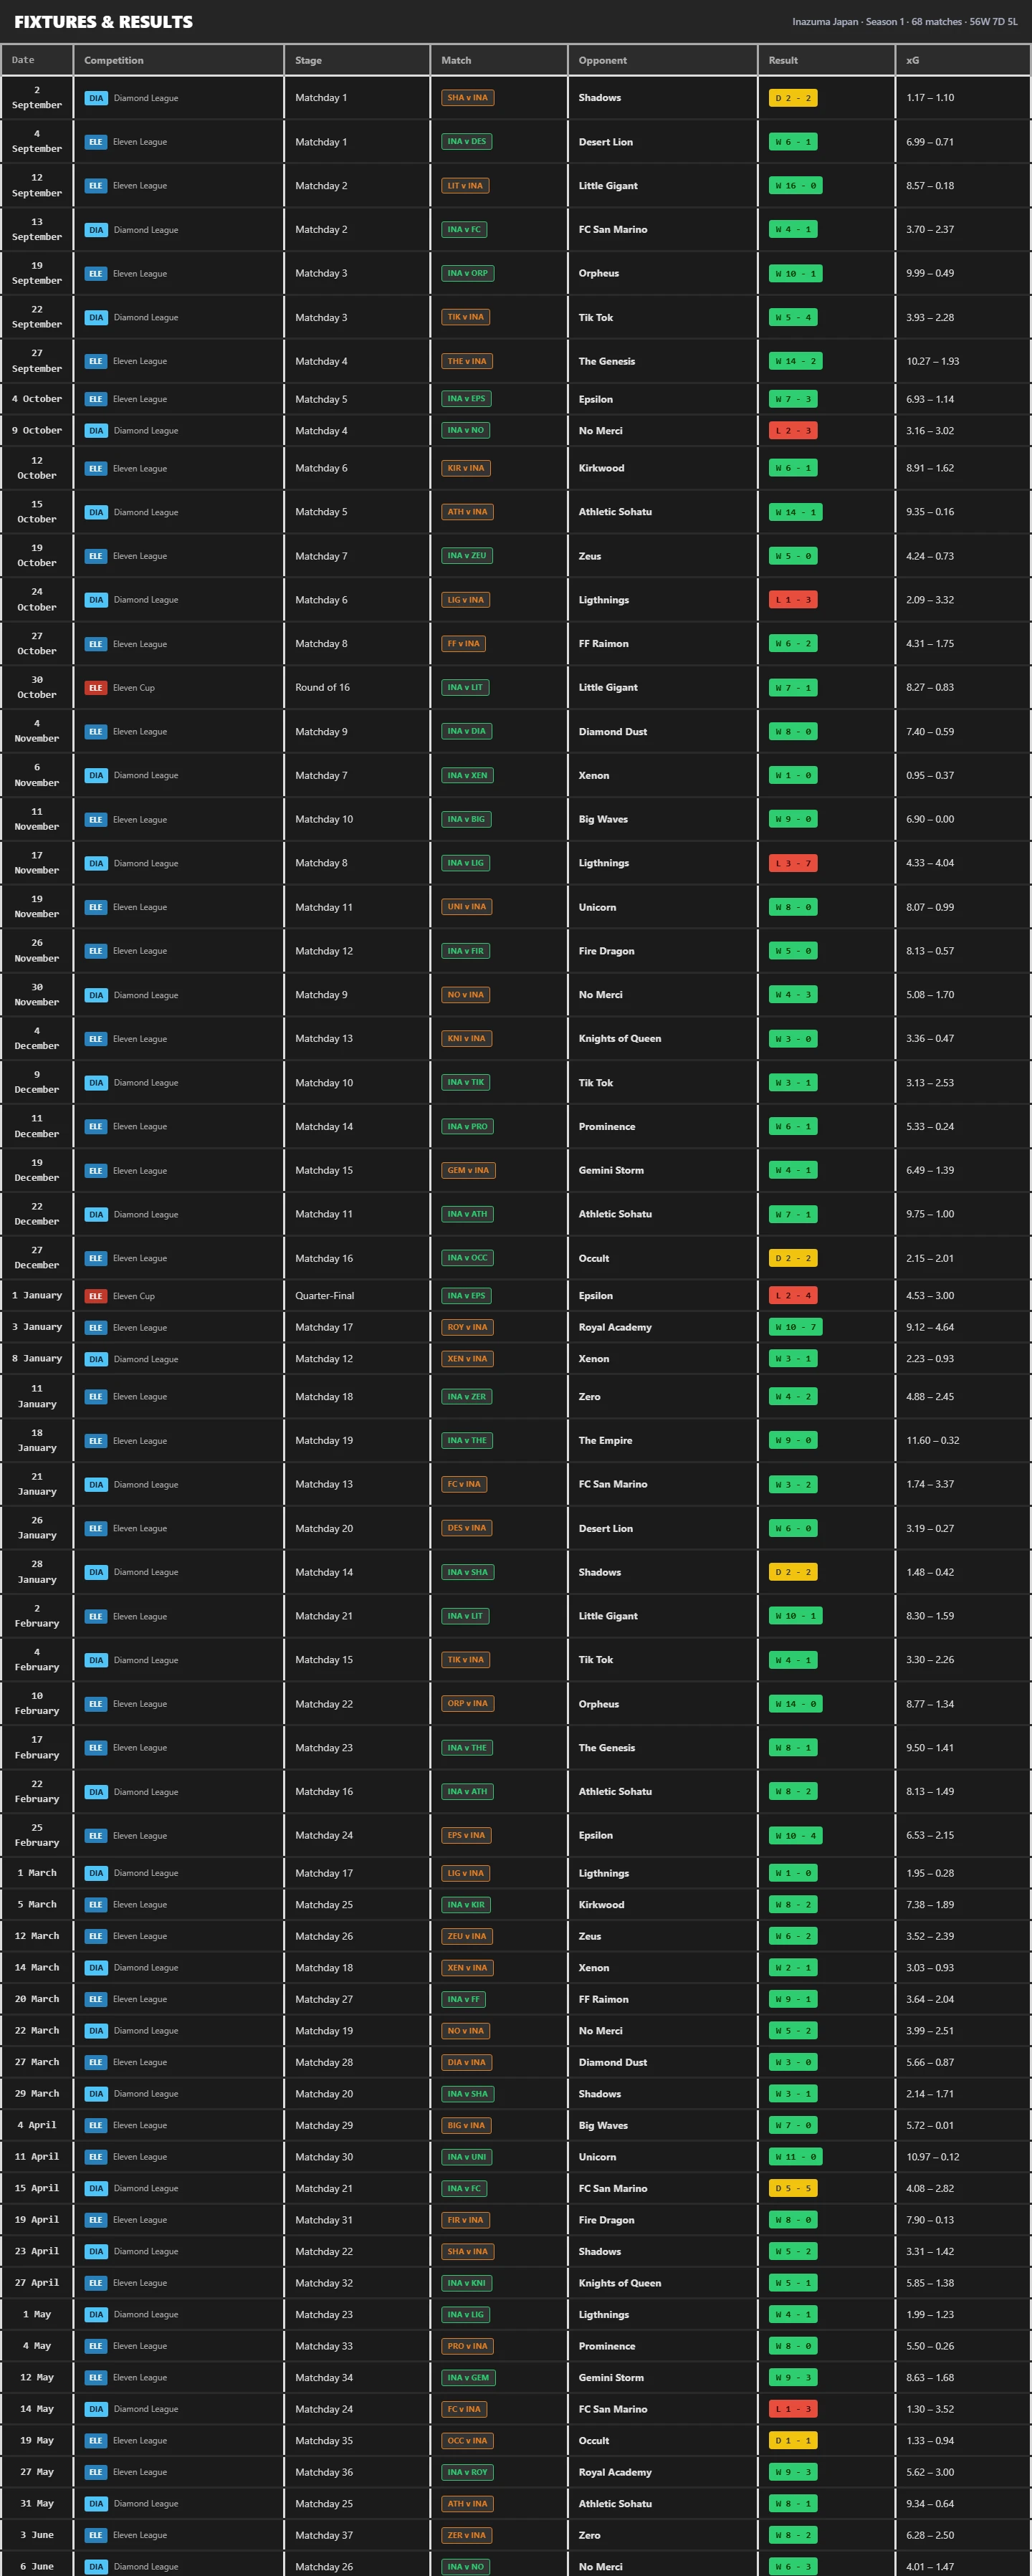 FIXTURES & RESULTS
Inazuma Japan · Season 1 · 68 matches · 56W 7D 5L
Date Competition Stage Match Opponent Result xG
2 September DIA Diamond League Matchday 1 SHA v INA Shadows D 2 - 2 1.17 – 1.10
4 September ELE Eleven League Matchday 1 INA v DES Desert Lion W 6 - 1 6.99 – 0.71
12 September ELE Eleven League Matchday 2 LIT v INA Little Gigant W 16 - 0 8.57 – 0.18
13 September DIA Diamond League Matchday 2 INA v FC FC San Marino W 4 - 1 3.70 – 2.37
19 September ELE Eleven League Matchday 3 INA v ORP Orpheus W 10 - 1 9.99 – 0.49
22 September DIA Diamond League Matchday 3 TIK v INA Tik Tok W 5 - 4 3.93 – 2.28
27 September ELE Eleven League Matchday 4 THE v INA The Genesis W 14 - 2 10.27 – 1.93
4 October ELE Eleven League Matchday 5 INA v EPS Epsilon W 7 - 3 6.93 – 1.14
9 October DIA Diamond League Matchday 4 INA v NO No Merci L 2 - 3 3.16 – 3.02
12 October ELE Eleven League Matchday 6 KIR v INA Kirkwood W 6 - 1 8.91 – 1.62
15 October DIA Diamond League Matchday 5 ATH v INA Athletic Sohatu W 14 - 1 9.35 – 0.16
19 October ELE Eleven League Matchday 7 INA v ZEU Zeus W 5 - 0 4.24 – 0.73
24 October DIA Diamond League Matchday 6 LIG v INA Ligthnings L 1 - 3 2.09 – 3.32
27 October ELE Eleven League Matchday 8 FF v INA FF Raimon W 6 - 2 4.31 – 1.75
30 October ELE Eleven Cup Round of 16 INA v LIT Little Gigant W 7 - 1 8.27 – 0.83
4 November ELE Eleven League Matchday 9 INA v DIA Diamond Dust W 8 - 0 7.40 – 0.59
6 November DIA Diamond League Matchday 7 INA v XEN Xenon W 1 - 0 0.95 – 0.37
11 November ELE Eleven League Matchday 10 INA v BIG Big Waves W 9 - 0 6.90 – 0.00
17 November DIA Diamond League Matchday 8 INA v LIG Ligthnings L 3 - 7 4.33 – 4.04
19 November ELE Eleven League Matchday 11 UNI v INA Unicorn W 8 - 0 8.07 – 0.99
26 November ELE Eleven League Matchday 12 INA v FIR Fire Dragon W 5 - 0 8.13 – 0.57
30 November DIA Diamond League Matchday 9 NO v INA No Merci W 4 - 3 5.08 – 1.70
4 December ELE Eleven League Matchday 13 KNI v INA Knights of Queen W 3 - 0 3.36 – 0.47
9 December DIA Diamond League Matchday 10 INA v TIK Tik Tok W 3 - 1 3.13 – 2.53
11 December ELE Eleven League Matchday 14 INA v PRO Prominence W 6 - 1 5.33 – 0.24
19 December ELE Eleven League Matchday 15 GEM v INA Gemini Storm W 4 - 1 6.49 – 1.39
22 December DIA Diamond League Matchday 11 INA v ATH Athletic Sohatu W 7 - 1 9.75 – 1.00
27 December ELE Eleven League Matchday 16 INA v OCC Occult D 2 - 2 2.15 – 2.01
1 January ELE Eleven Cup Quarter-Final INA v EPS Epsilon L 2 - 4 4.53 – 3.00
3 January ELE Eleven League Matchday 17 ROY v INA Royal Academy W 10 - 7 9.12 – 4.64
8 January DIA Diamond League Matchday 12 XEN v INA Xenon W 3 - 1 2.23 – 0.93
11 January ELE Eleven League Matchday 18 INA v ZER Zero W 4 - 2 4.88 – 2.45
18 January ELE Eleven League Matchday 19 INA v THE The Empire W 9 - 0 11.60 – 0.32
21 January DIA Diamond League Matchday 13 FC v INA FC San Marino W 3 - 2 1.74 – 3.37
26 January ELE Eleven League Matchday 20 DES v INA Desert Lion W 6 - 0 3.19 – 0.27
28 January DIA Diamond League Matchday 14 INA v SHA Shadows D 2 - 2 1.48 – 0.42
2 February ELE Eleven League Matchday 21 INA v LIT Little Gigant W 10 - 1 8.30 – 1.59
4 February DIA Diamond League Matchday 15 TIK v INA Tik Tok W 4 - 1 3.30 – 2.26
10 February ELE Eleven League Matchday 22 ORP v INA Orpheus W 14 - 0 8.77 – 1.34
17 February ELE Eleven League Matchday 23 INA v THE The Genesis W 8 - 1 9.50 – 1.41
22 February DIA Diamond League Matchday 16 INA v ATH Athletic Sohatu W 8 - 2 8.13 – 1.49
25 February ELE Eleven League Matchday 24 EPS v INA Epsilon W 10 - 4 6.53 – 2.15
1 March DIA Diamond League Matchday 17 LIG v INA Ligthnings W 1 - 0 1.95 – 0.28
5 March ELE Eleven League Matchday 25 INA v KIR Kirkwood W 8 - 2 7.38 – 1.89
12 March ELE Eleven League Matchday 26 ZEU v INA Zeus W 6 - 2 3.52 – 2.39
14 March DIA Diamond League Matchday 18 XEN v INA Xenon W 2 - 1 3.03 – 0.93
20 March ELE Eleven League Matchday 27 INA v FF FF Raimon W 9 - 1 3.64 – 2.04
22 March DIA Diamond League Matchday 19 NO v INA No Merci W 5 - 2 3.99 – 2.51
27 March ELE Eleven League Matchday 28 DIA v INA Diamond Dust W 3 - 0 5.66 – 0.87
29 March DIA Diamond League Matchday 20 INA v SHA Shadows W 3 - 1 2.14 – 1.71
4 April ELE Eleven League Matchday 29 BIG v INA Big Waves W 7 - 0 5.72 – 0.01
11 April ELE Eleven League Matchday 30 INA v UNI Unicorn W 11 - 0 10.97 – 0.12
15 April DIA Diamond League Matchday 21 INA v FC FC San Marino D 5 - 5 4.08 – 2.82
19 April ELE Eleven League Matchday 31 FIR v INA Fire Dragon W 8 - 0 7.90 – 0.13
23 April DIA Diamond League Matchday 22 SHA v INA Shadows W 5 - 2 3.31 – 1.42
27 April ELE Eleven League Matchday 32 INA v KNI Knights of Queen W 5 - 1 5.85 – 1.38
1 May DIA Diamond League Matchday 23 INA v LIG Ligthnings W 4 - 1 1.99 – 1.23
4 May ELE Eleven League Matchday 33 PRO v INA Prominence W 8 - 0 5.50 – 0.26
12 May ELE Eleven League Matchday 34 INA v GEM Gemini Storm W 9 - 3 8.63 – 1.68
14 May DIA Diamond League Matchday 24 FC v INA FC San Marino L 1 - 3 1.30 – 3.52
19 May ELE Eleven League Matchday 35 OCC v INA Occult D 1 - 1 1.33 – 0.94
27 May ELE Eleven League Matchday 36 INA v ROY Royal Academy W 9 - 3 5.62 – 3.00
31 May DIA Diamond League Matchday 25 ATH v INA Athletic Sohatu W 8 - 1 9.34 – 0.64
3 June ELE Eleven League Matchday 37 ZER v INA Zero W 8 - 2 6.28 – 2.50
6 June DIA Diamond League Matchday 26 INA v NO No Merci W 6 - 3 4.01 – 1.47